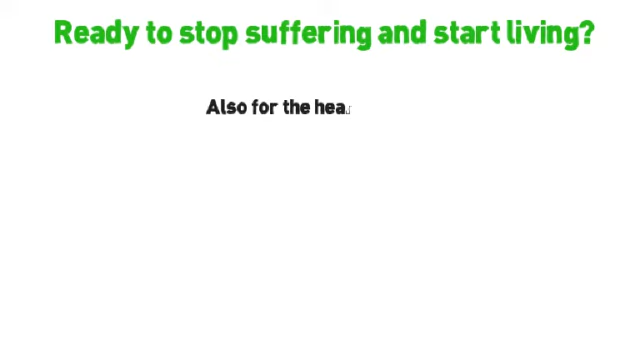 Ready to stop suffering and start living?
Also for the hea